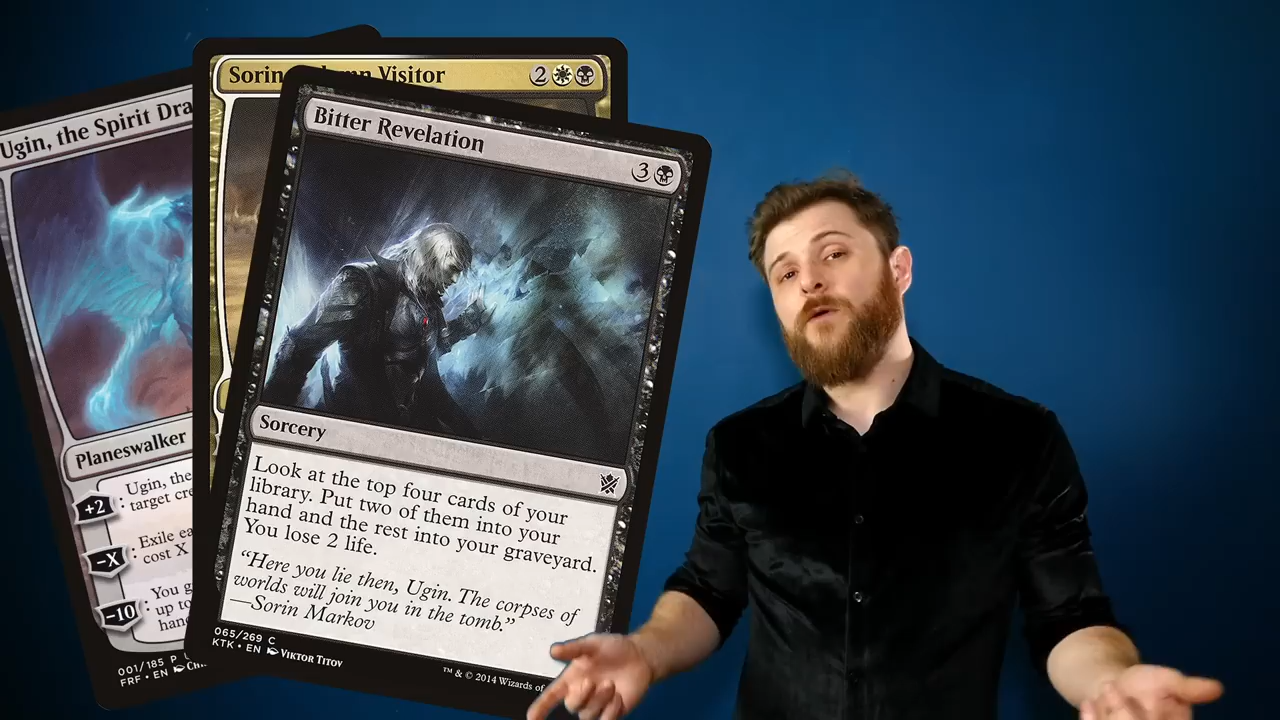 Ugin, the Spirit Dra
Planeswalker
+2 : Ugin, the
target cre
-X : Exile ea
cost X
-10 : You g
up to
hand
001/185 P
FRF • EN
Sorin Visitor
2
Bitter Revelation
3
Sorcery
Look at the top four cards of your
library. Put two of them into your
hand and the rest into your graveyard.
You lose 2 life.
“Here you lie then, Ugin. The corpses of
worlds will join you in the tomb.”
—Sorin Markov
065/269 C
KTK • EN Viktor Titov
™ & © 2014 Wizards of